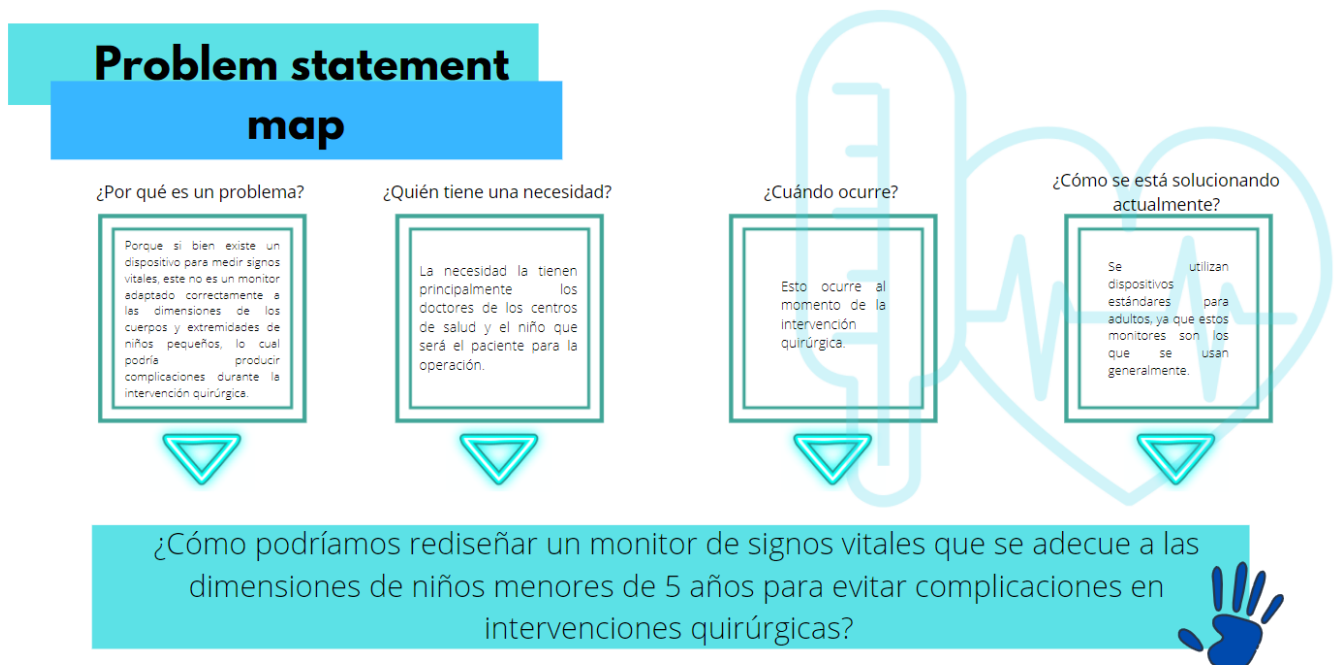 Problem statement
map
¿Por qué es un problema?
Porque si bien existe un
dispositivo para medir signos
vitales, este no es un monitor
adaptado correctamente a
las dimensiones de los
cuerpos y extremidades de
niños pequeños, lo cual
podría producir
complicaciones durante la
intervención quirúrgica.
¿Quién tiene una necesidad?
La necesidad la tienen
principalmente los
doctores de los centros
de salud y el niño que
será el paciente para la
operación.
¿Cuándo ocurre?
Esto ocurre al
momento de la
intervención
quirúrgica.
¿Cómo se está solucionando
actualmente?
Se utilizan
dispositivos
estándares para
adultos, ya que estos
monitores son los
que se usan
generalmente.
¿Cómo podríamos rediseñar un monitor de signos vitales que se adecue a las
dimensiones de niños menores de 5 años para evitar complicaciones en
intervenciones quirúrgicas?